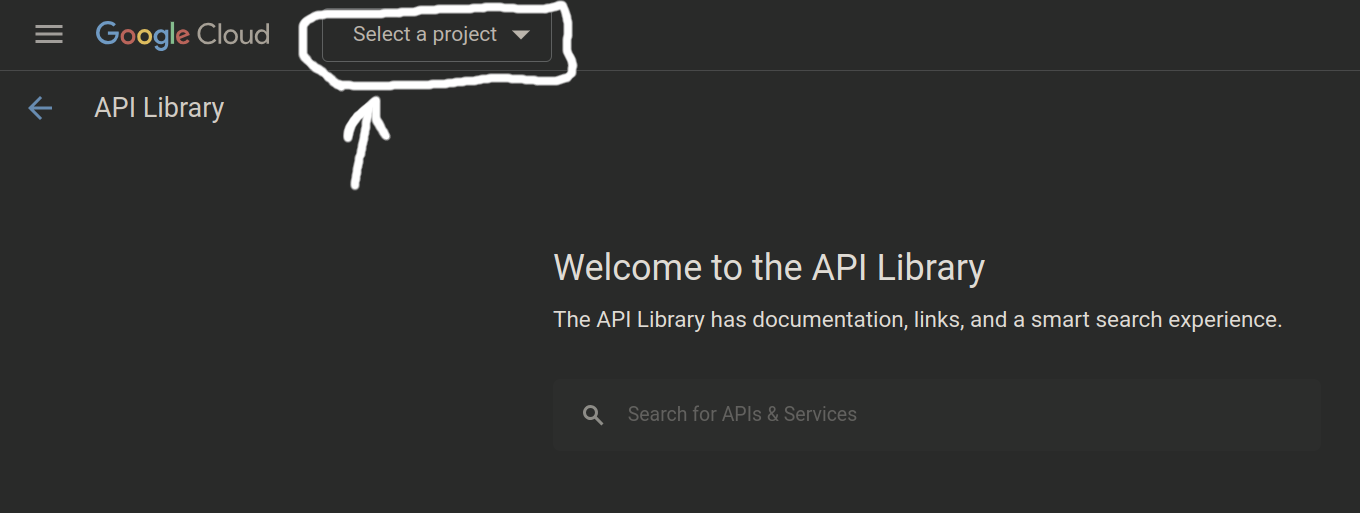 Google Cloud
Select a project
API Library
Welcome to the API Library
The API Library has documentation, links, and a smart search experience.
Search for APIs & Services